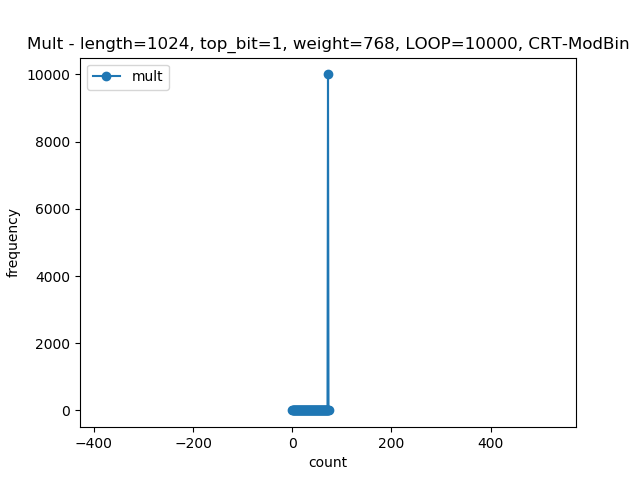 Mult - length=1024, top_bit=1, weight=768, LOOP=10000, CRT-ModBin
mult
10000
8000
6000
4000
2000
0
frequency
−400
−200
0
200
400
count